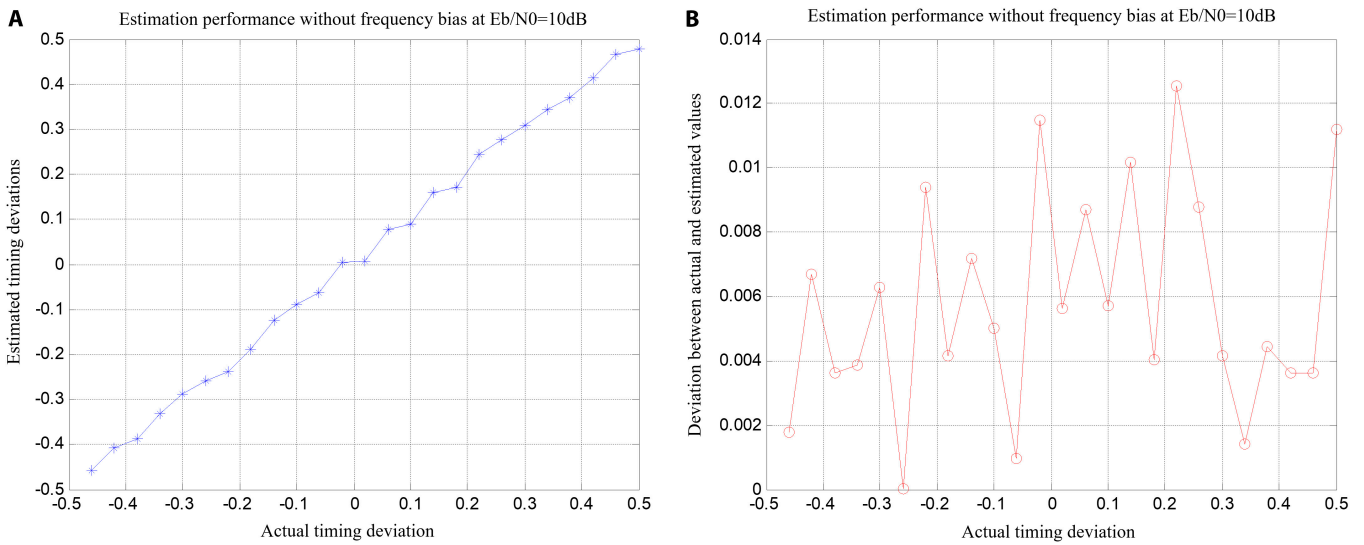 A
Estimation performance without frequency bias at Eb/N0=10dB
Estimated timing deviations
0.5
0.4
0.3
0.2
0.1
0
-0.1
-0.2
-0.3
-0.4
-0.5
-0.5 -0.4 -0.3 -0.2 -0.1 0 0.1 0.2 0.3 0.4 0.5
Actual timing deviation
B
Estimation performance without frequency bias at Eb/N0=10dB
Deviation between actual and estimated values
0.014
0.012
0.01
0.008
0.006
0.004
0.002
0
-0.5 -0.4 -0.3 -0.2 -0.1 0 0.1 0.2 0.3 0.4 0.5
Actual timing deviation